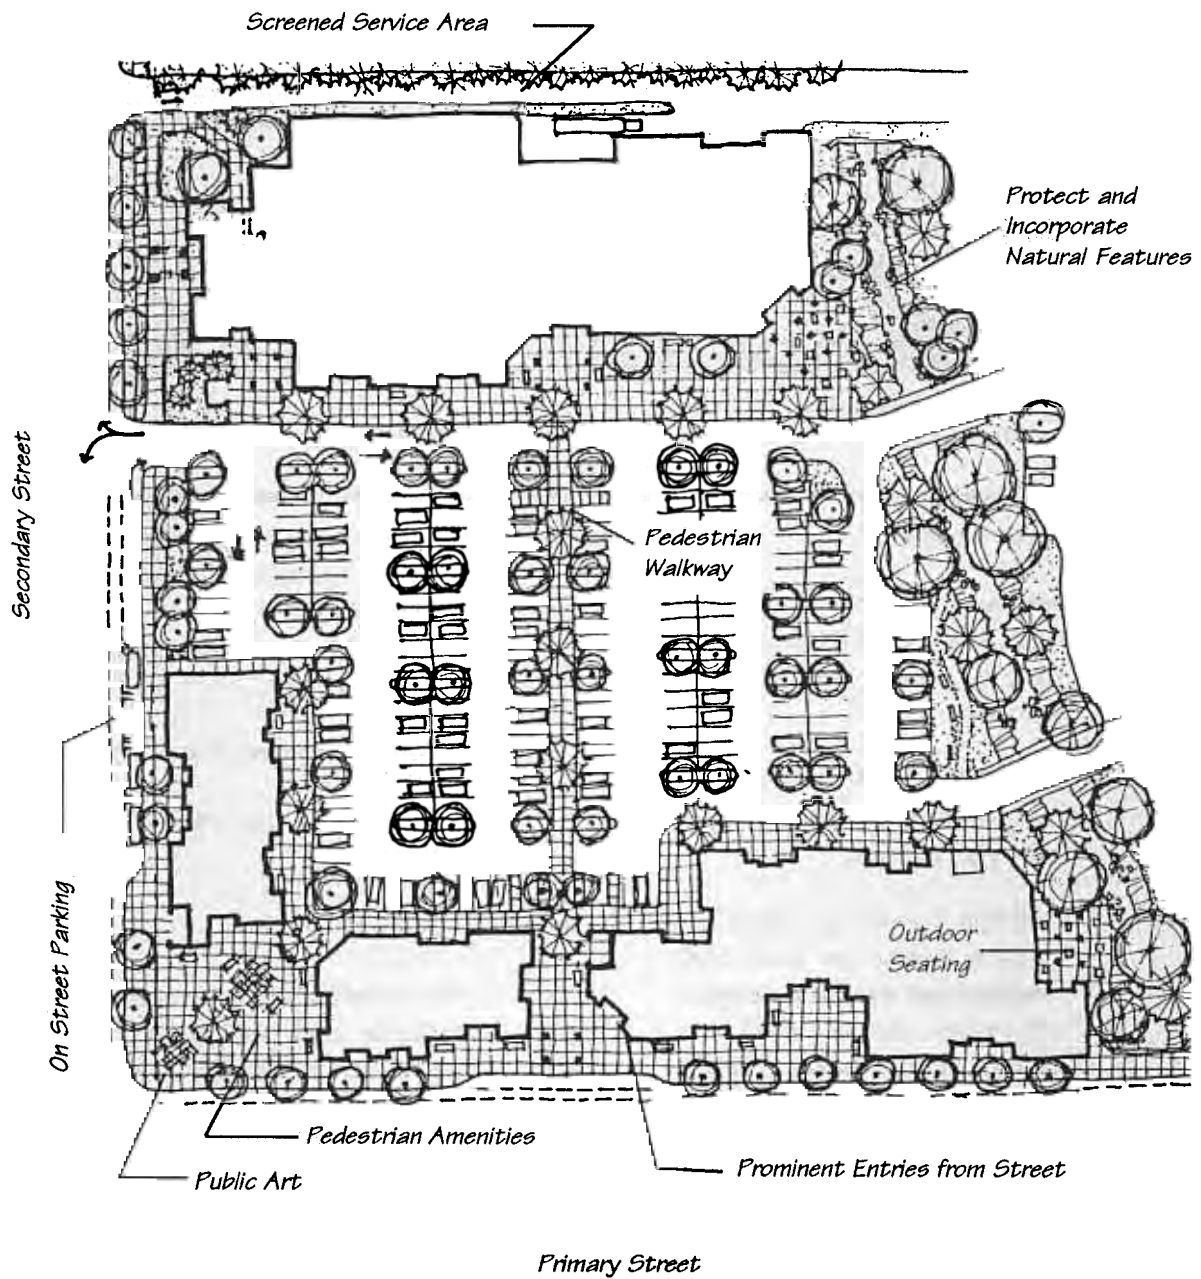 Screened Service Area
Protect and
Incorporate
Natural Features
Secondary Street
Pedestrian
Walkway
On Street Parking
Outdoor
Seating
Pedestrian Amenities
Public Art
Prominent Entries from Street
Primary Street